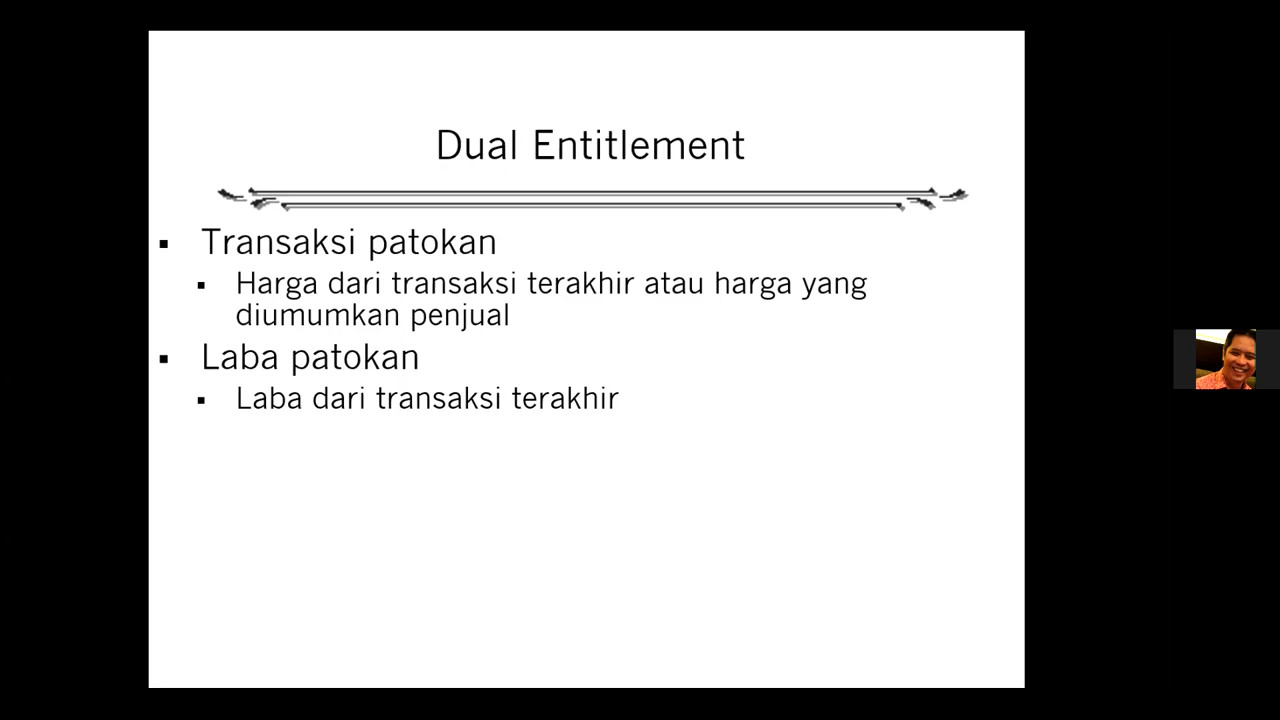 Dual Entitlement
▪ Transaksi patokan
▪ Harga dari transaksi terakhir atau harga yang
diumumkan penjual
▪ Laba patokan
▪ Laba dari transaksi terakhir